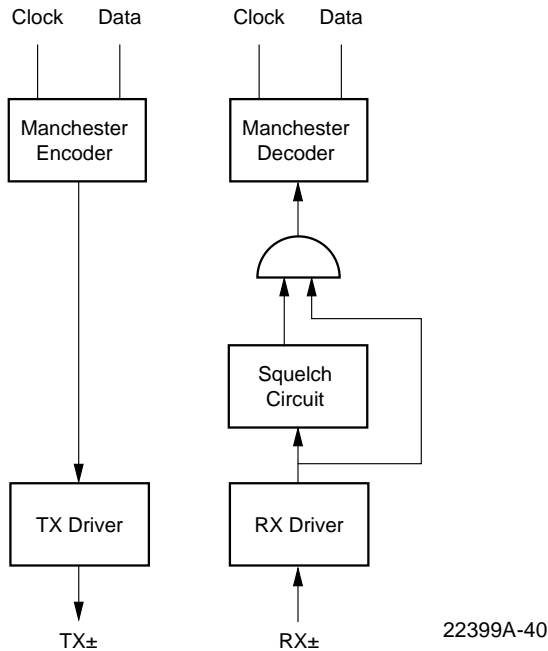 Clock Data Clock Data
Manchester
Encoder
Manchester
Decoder
Squelch
Circuit
TX Driver
RX Driver
TX±
RX±
22399A-40